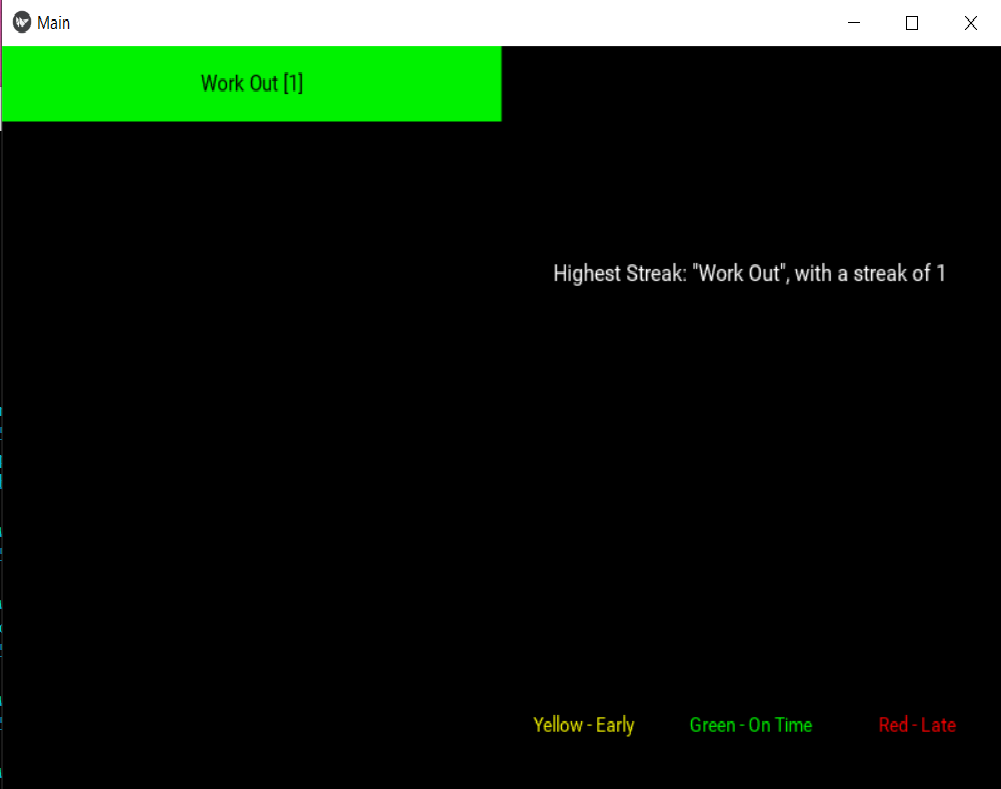 Main
Work Out [1]
Highest Streak: "Work Out", with a streak of 1
Yellow - Early Green - On Time Red - Late